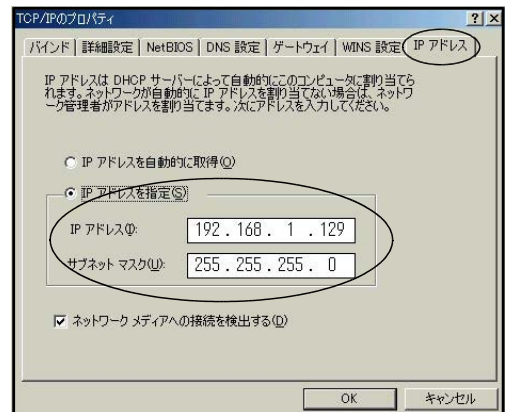 TCP/IPのプロパティ
バインド 詳細設定 NetBIOS DNS 設定 ゲートウェイ WINS 設定 IP アドレス
IP アドレスは DHCP サーバーによって自動的にこのコンピュータに割り当てら
れます。ネットワークが自動的に IP アドレスを割り当てない場合は、ネットワ
ーク管理者がアドレスを割り当てます。次にアドレスを入力してください。
IP アドレスを自動的に取得(O)
IP アドレスを指定(S)
IP アドレス(I): 192.168. 1 .129
サブネット マスク(U): 255.255.255. 0
ネットワーク メディアへの接続を検出する(D)
OK キャンセル